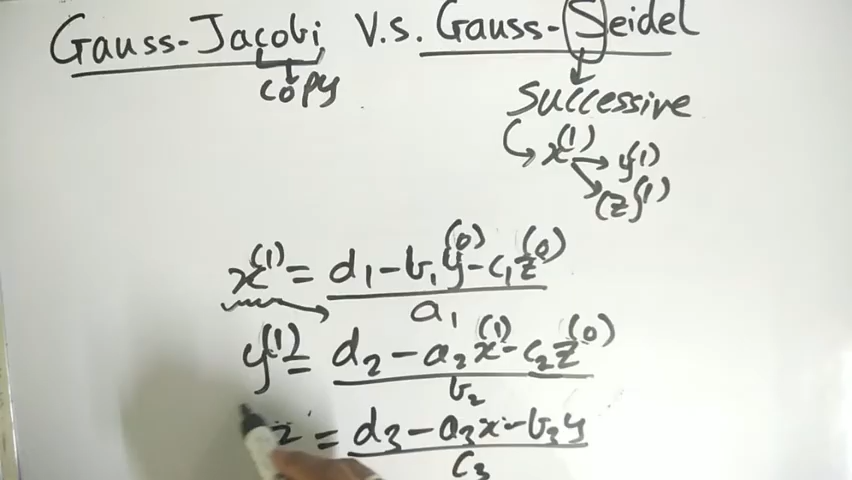 Gauss-Jacobi V.s. Gauss-Seidel
copy
Successive
x^(1)
y^(1)
(z)^(1)
x^(1) = d₁ - b₁y^(0) - c₁z^(0)
a₁
y^(1) = d₂ - a₂x^(1) - c₂z^(0)
b₂
z = d₃ - a₃x - b₃y
c₃